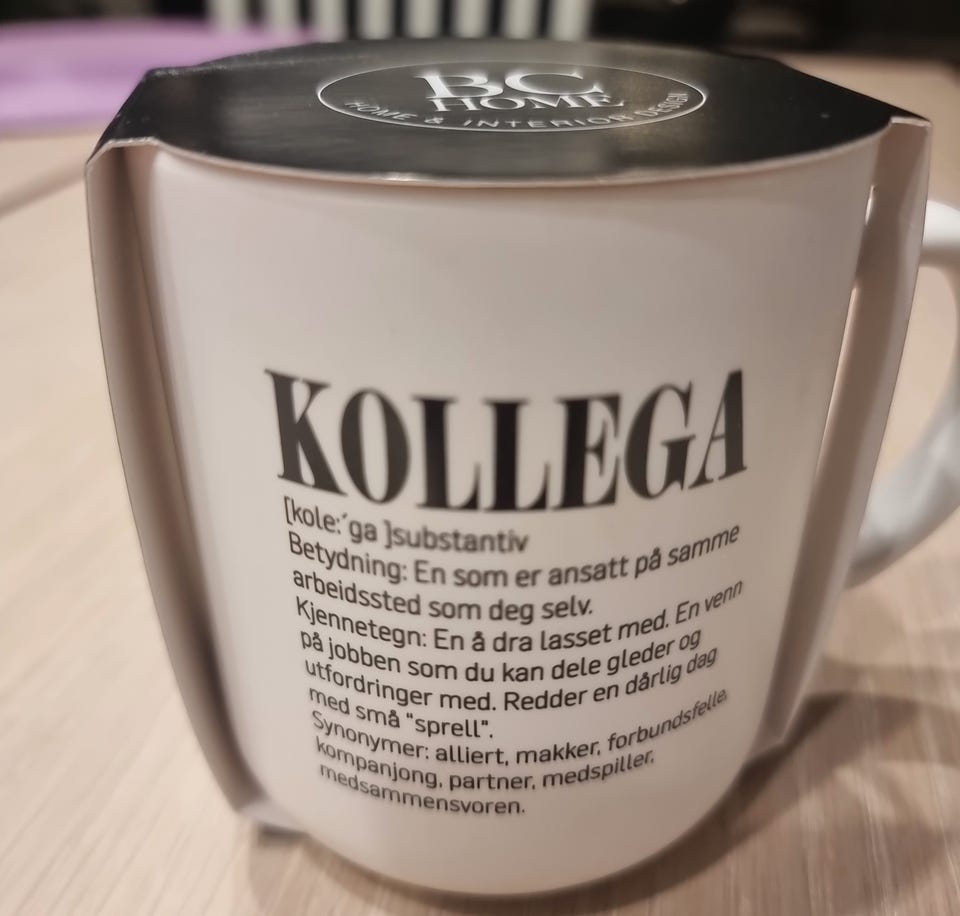 BC
HOME
HOME & INTERIOR DESIGN
KOLLEGA
[kole:´ga ]substantiv
Betydning: En som er ansatt på samme
arbeidssted som deg selv.
Kjennetegn: En å dra lasset med. En venn
på jobben som du kan dele gleder og
utfordringer med. Redder en dårlig dag
med små "sprell".
Synonymer: alliert, makker, forbundsfelle,
kompanjong, partner, medspiller,
medsammensvoren.